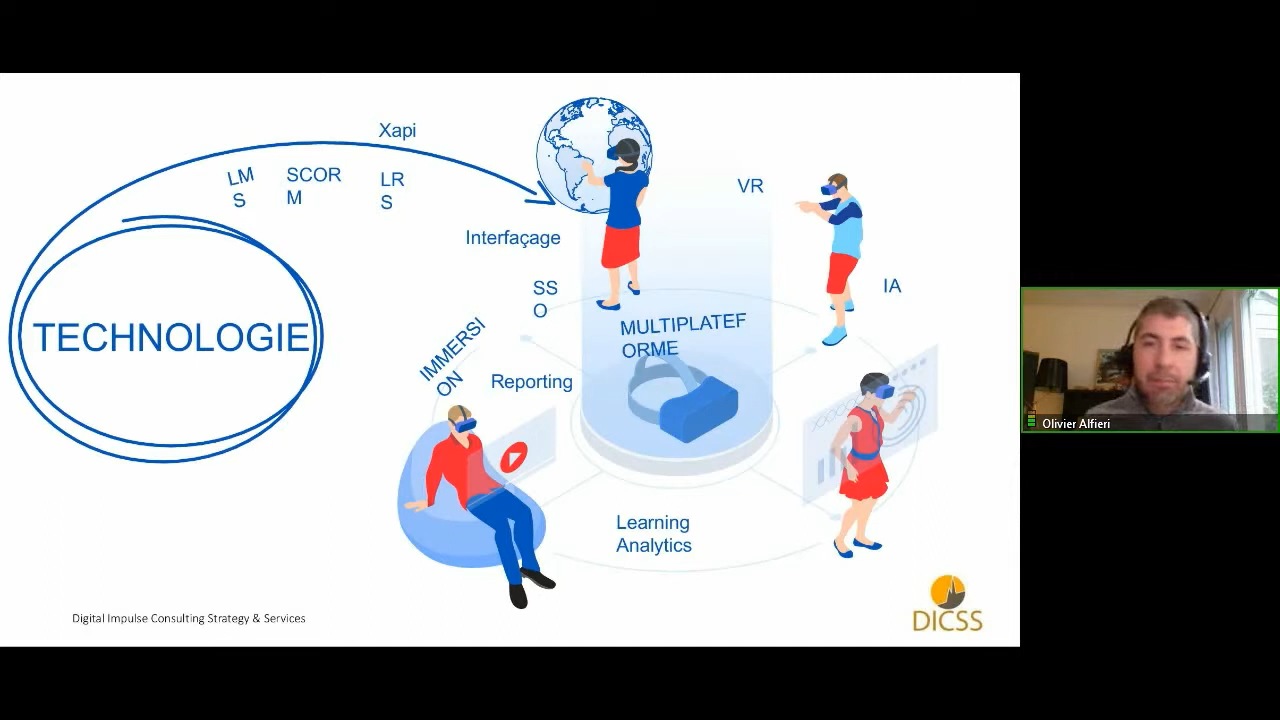 Xapi
LM
S
SCOR
M
LR
S
VR
Interfaçage
SS
O
IA
TECHNOLOGIE
MULTIPLATEF
ORME
IMMERSI
ON
Reporting
Learning
Analytics
Digital Impulse Consulting Strategy & Services
DICSS
Olivier Alfieri